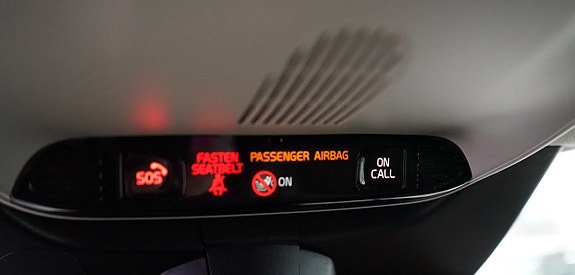 SOS
FASTEN
SEATBELT
PASSENGER AIRBAG
ON
ON
CALL